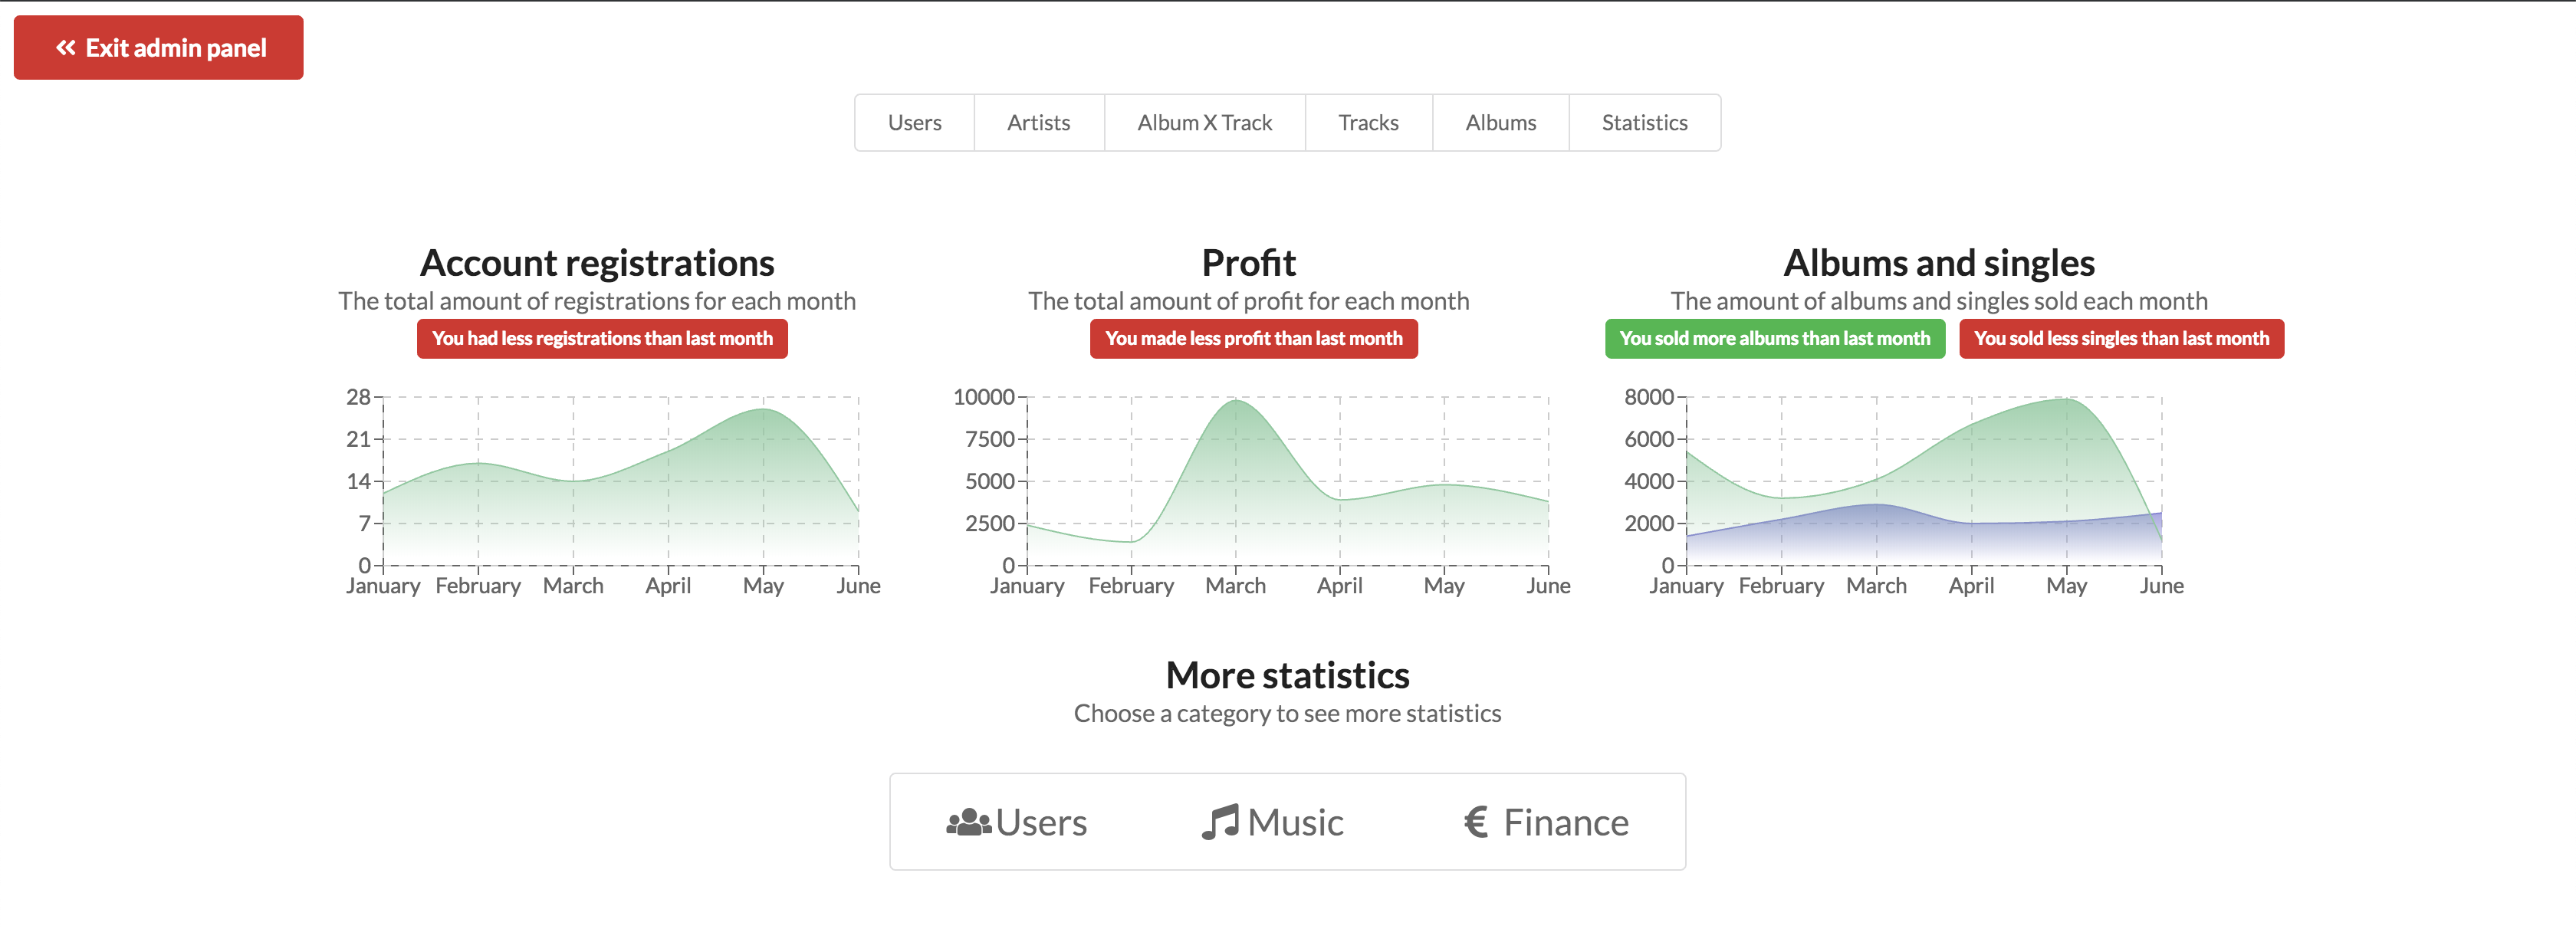 Exit admin panel
Users Artists Album X Track Tracks Albums Statistics
Account registrations
The total amount of registrations for each month
You had less registrations than last month
28
21
14
7
0
January February March April May June
Profit
The total amount of profit for each month
You made less profit than last month
10000
7500
5000
2500
0
January February March April May June
Albums and singles
The amount of albums and singles sold each month
You sold more albums than last month You sold less singles than last month
8000
6000
4000
2000
0
January February March April May June
More statistics
Choose a category to see more statistics
Users Music € Finance